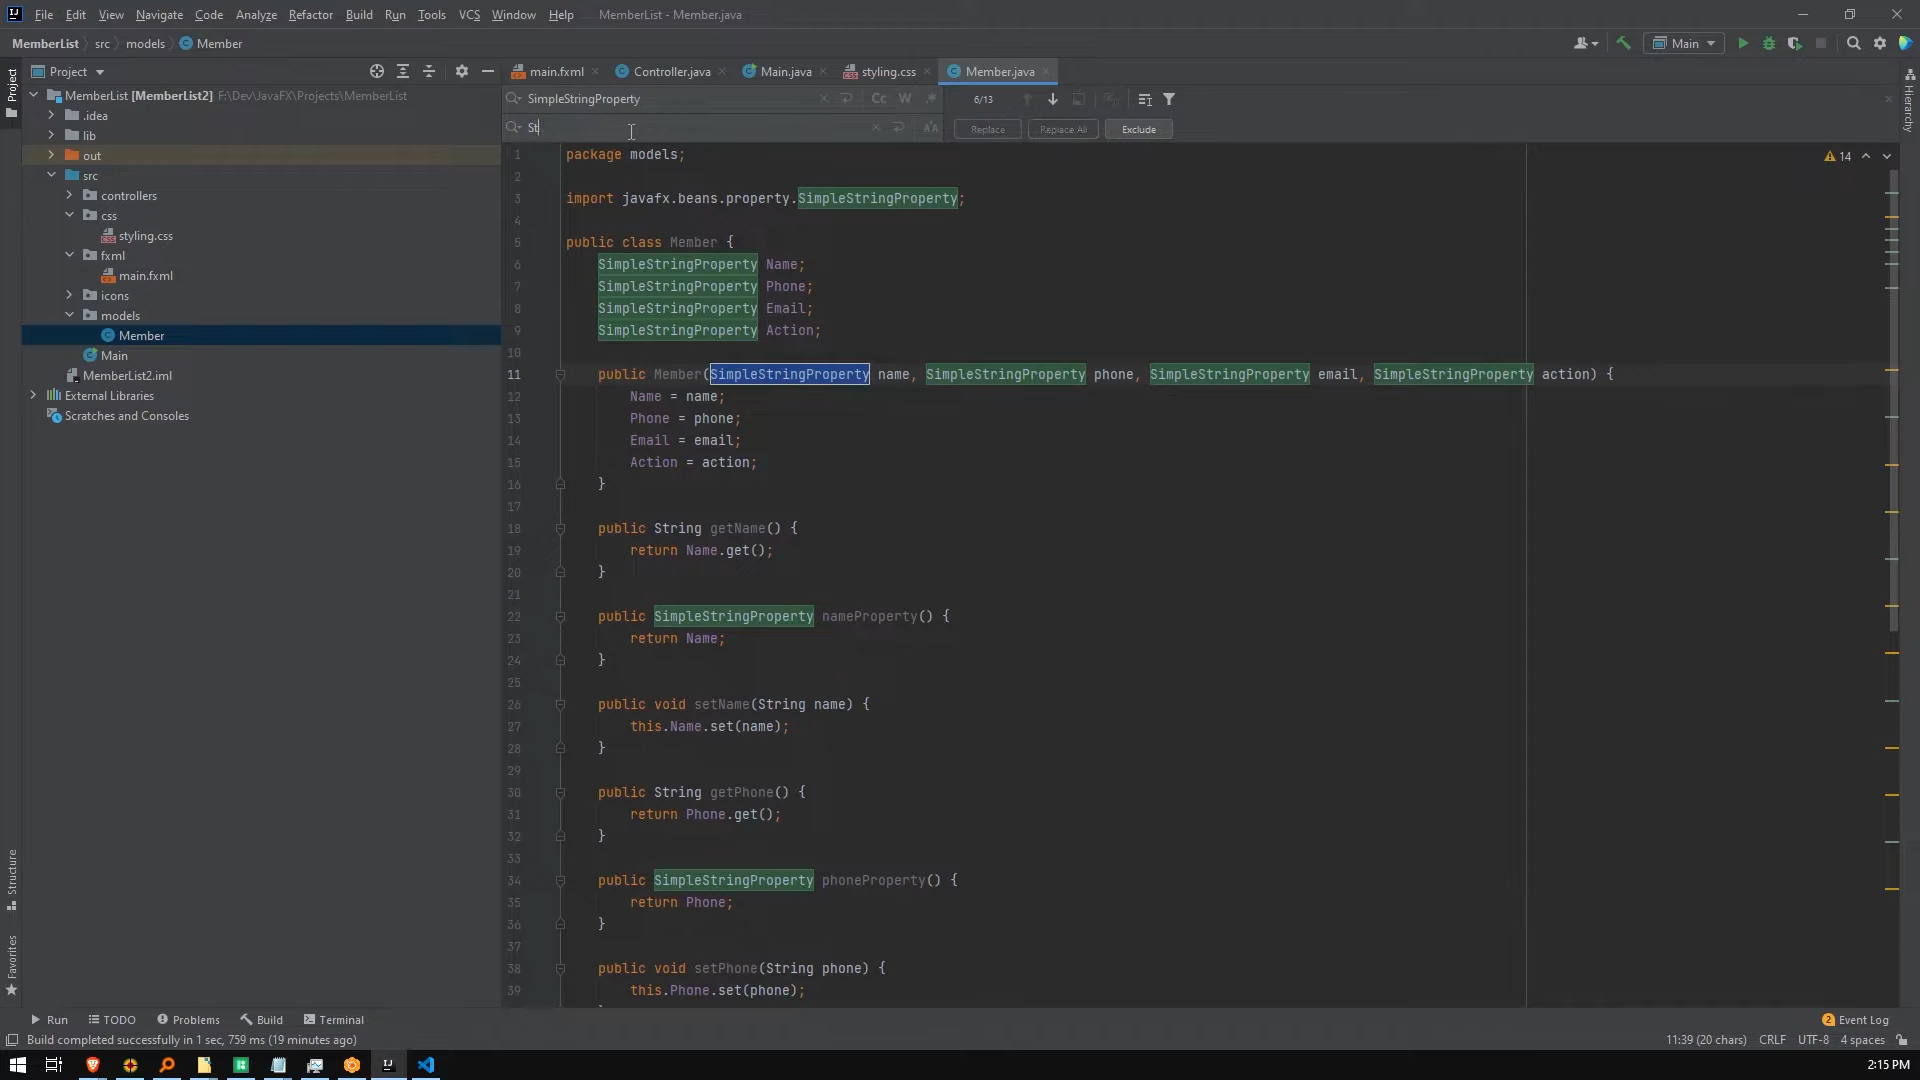 File Edit View Navigate Code Analyze Refactor Build Run Tools VCS Window Help MemberList - Member.java
MemberList src models Member Main
Project
Project
MemberList [MemberList2] F:\Dev\JavaFX\Projects\MemberList
.idea
lib
out
src
controllers
css
styling.css
fxml
main.fxml
icons
models
Member
Main
MemberList2.iml
External Libraries
Scratches and Consoles
Structure
Favorites
Hierarchy
main.fxml Controller.java Main.java styling.css Member.java
SimpleStringProperty Cc W .* 6/13
St Replace Replace All Exclude
14
1 package models;
2
3 import javafx.beans.property.SimpleStringProperty;
4
5 public class Member {
6 SimpleStringProperty Name;
7 SimpleStringProperty Phone;
8 SimpleStringProperty Email;
9 SimpleStringProperty Action;
10
11 public Member(SimpleStringProperty name, SimpleStringProperty phone, SimpleStringProperty email, SimpleStringProperty action) {
12 Name = name;
13 Phone = phone;
14 Email = email;
15 Action = action;
16 }
17
18 public String getName() {
19 return Name.get();
20 }
21
22 public SimpleStringProperty nameProperty() {
23 return Name;
24 }
25
26 public void setName(String name) {
27 this.Name.set(name);
28 }
29
30 public String getPhone() {
31 return Phone.get();
32 }
33
34 public SimpleStringProperty phoneProperty() {
35 return Phone;
36 }
37
38 public void setPhone(String phone) {
39 this.Phone.set(phone);
Run TODO Problems Build Terminal 2 Event Log
Build completed successfully in 1 sec, 759 ms (19 minutes ago) 11:39 (20 chars) CRLF UTF-8 4 spaces
2:15 PM